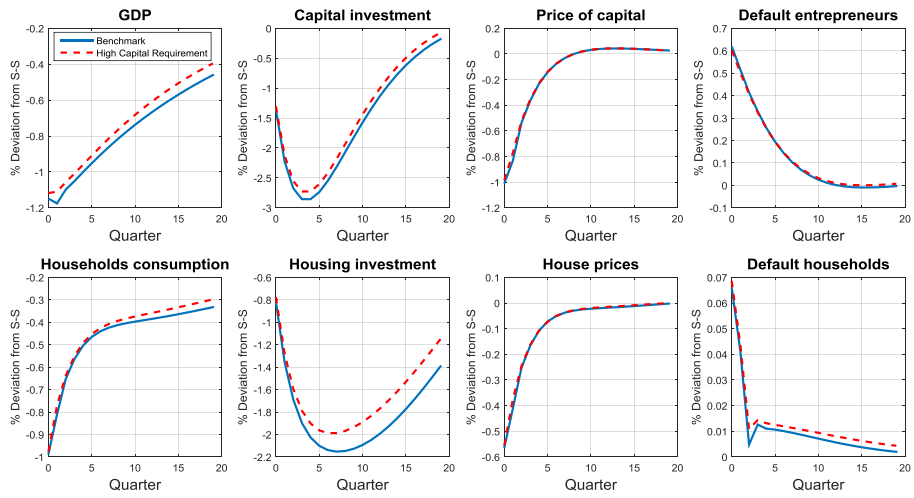 GDP
Capital investment
Price of capital
Default entrepreneurs
% Deviation from S-S
-0.2
-0.4
-0.6
-0.8
-1
-1.2
Benchmark
High Capital Requirement
0 5 10 15 20
Quarter
% Deviation from S-S
0
-0.5
-1
-1.5
-2
-2.5
-3
0 5 10 15 20
Quarter
% Deviation from S-S
0.2
0
-0.2
-0.4
-0.6
-0.8
-1
-1.2
0 5 10 15 20
Quarter
% Deviation from S-S
0.7
0.6
0.5
0.4
0.3
0.2
0.1
0
-0.1
0 5 10 15 20
Quarter
Households consumption
Housing investment
House prices
Default households
% Deviation from S-S
-0.2
-0.3
-0.4
-0.5
-0.6
-0.7
-0.8
-0.9
-1
0 5 10 15 20
Quarter
% Deviation from S-S
-0.6
-0.8
-1
-1.2
-1.4
-1.6
-1.8
-2
-2.2
0 5 10 15 20
Quarter
% Deviation from S-S
0.1
0
-0.1
-0.2
-0.3
-0.4
-0.5
-0.6
0 5 10 15 20
Quarter
% Deviation from S-S
0.07
0.06
0.05
0.04
0.03
0.02
0.01
0
0 5 10 15 20
Quarter